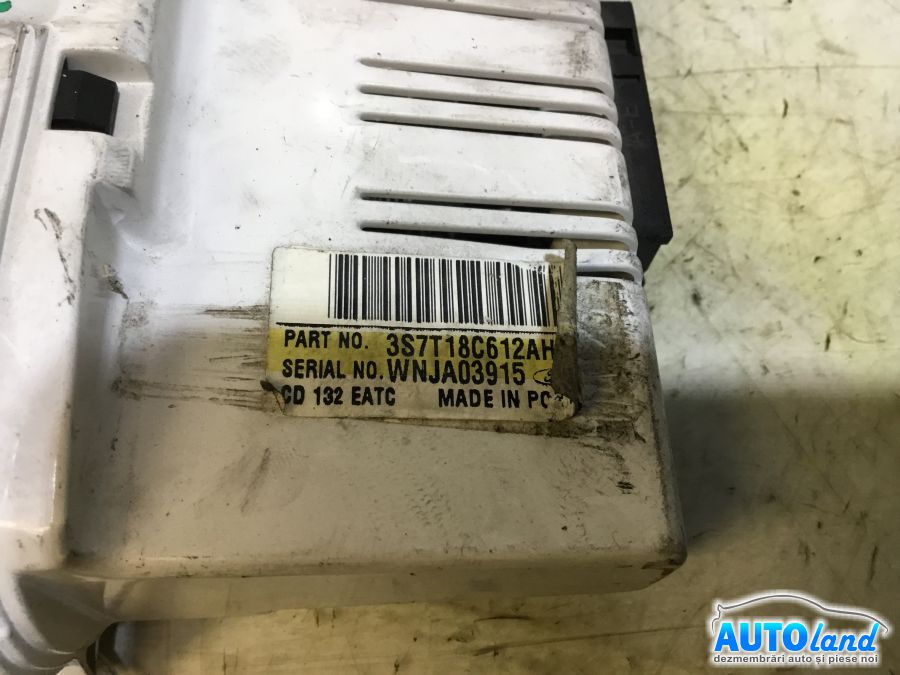 PART NO. 3S7T18C612AH
SERIAL NO. WNJA03915
CD 132 EATC MADE IN PO
AUTOland
dezmembrări auto și piese noi